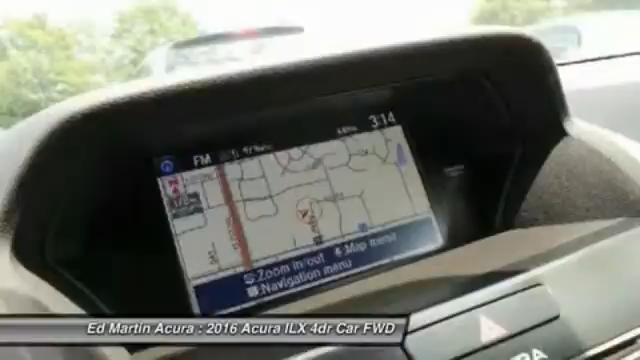 3:14
FM
Zoom in/out Map menu
Navigation menu
Ed Martin Acura : 2016 Acura ILX 4dr Car FWD